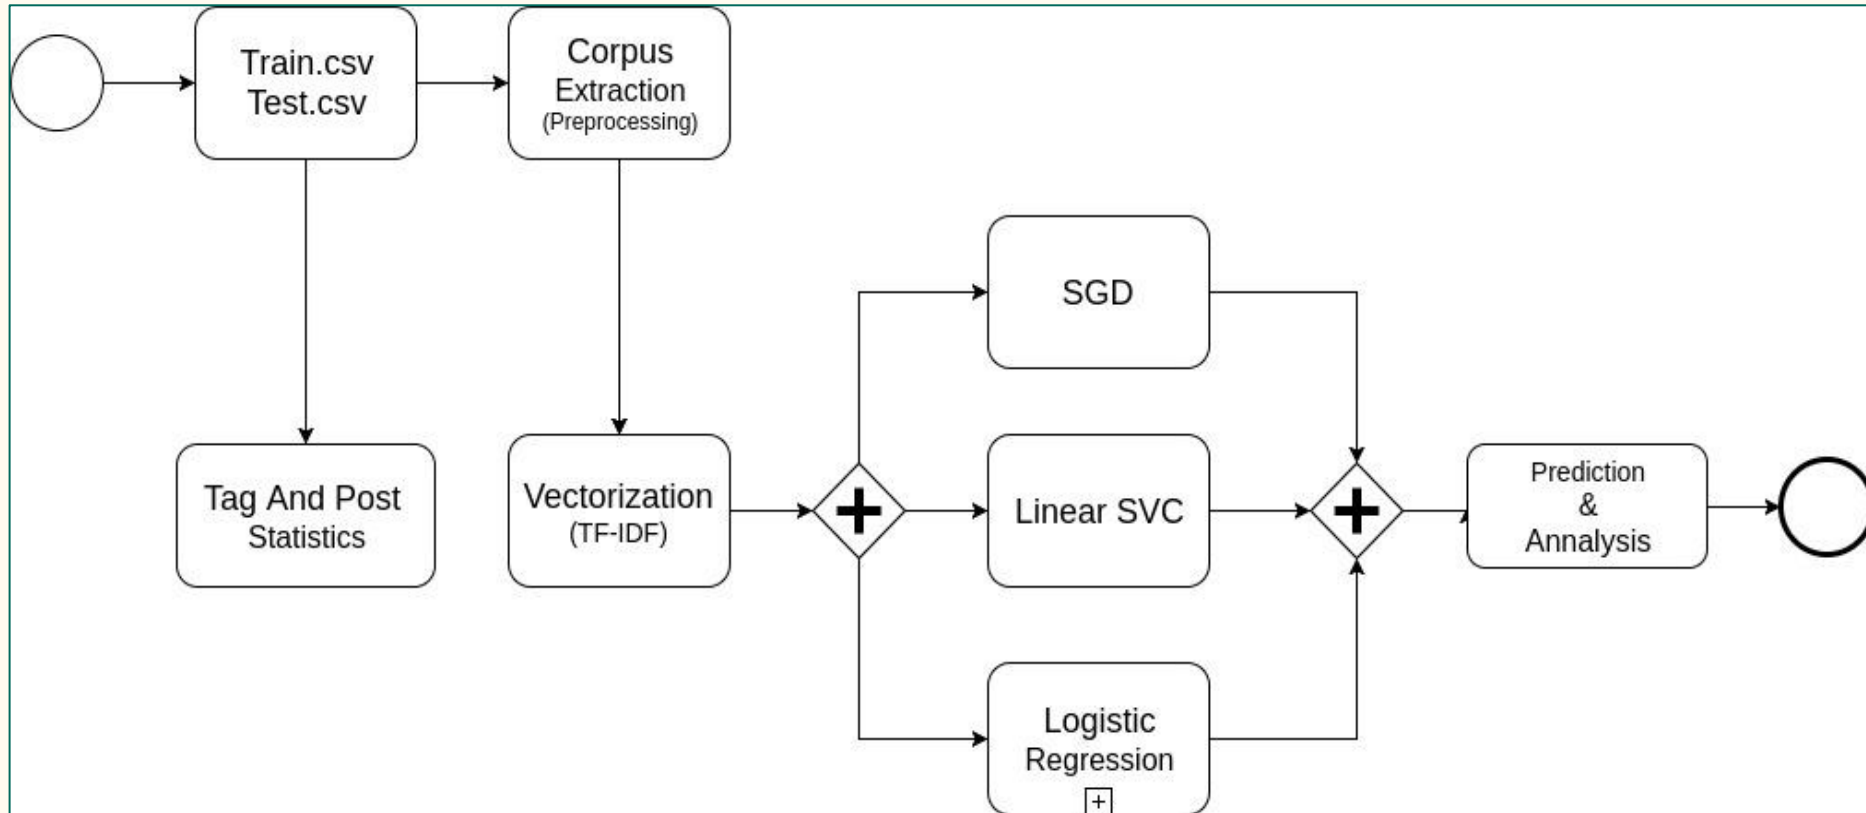 Train.csv
Test.csv
Corpus
Extraction
(Preprocessing)
SGD
Tag And Post
Statistics
Vectorization
(TF-IDF)
Linear SVC
Prediction
&
Annalysis
Logistic
Regression